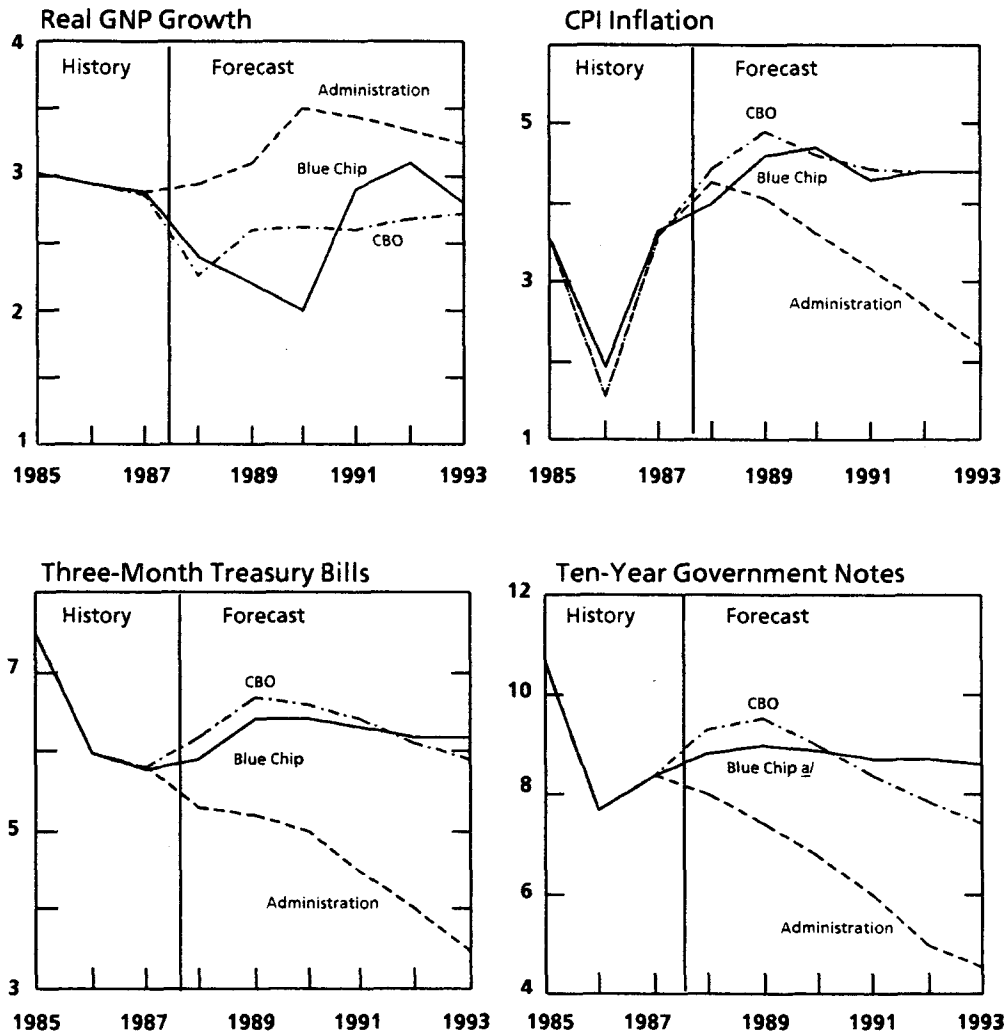 Real GNP Growth
4
History
Forecast
Administration
3
Blue Chip
CBO
2
1
1985
1987
1989
1991
1993
CPI Inflation
History
Forecast
CBO
5
Blue Chip
3
Administration
1
1985
1987
1989
1991
1993
Three-Month Treasury Bills
History
Forecast
7
CBO
Blue Chip
5
Administration
3
1985
1987
1989
1991
1993
Ten-Year Government Notes
12
History
Forecast
10
CBO
Blue Chip a/
8
6
Administration
4
1985
1987
1989
1991
1993